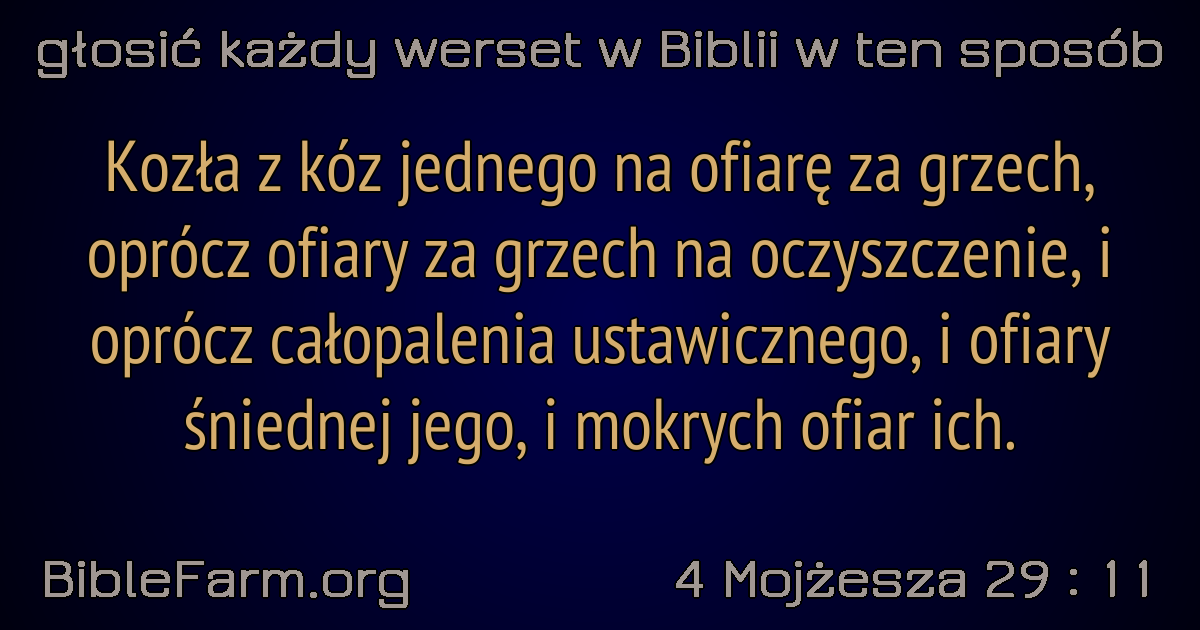 głosić każdy werset w Biblii w ten sposób
Kozła z kóz jednego na ofiarę za grzech,
oprócz ofiary za grzech na oczyszczenie, i
oprócz całopalenia ustawicznego, i ofiary
śniednej jego, i mokrych ofiar ich.
BibleFarm.org
4 Mojżesza 29 : 11